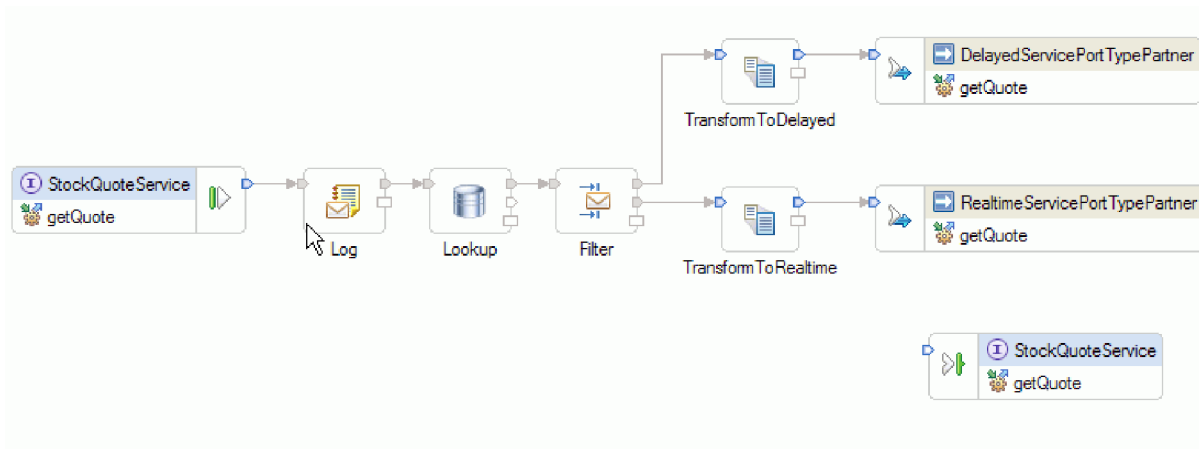 DelayedServicePortTypePartner
getQuote
TransformToDelayed
StockQuoteService
getQuote
Log
Lookup
Filter
RealtimeServicePortTypePartner
getQuote
TransformToRealtime
StockQuoteService
getQuote